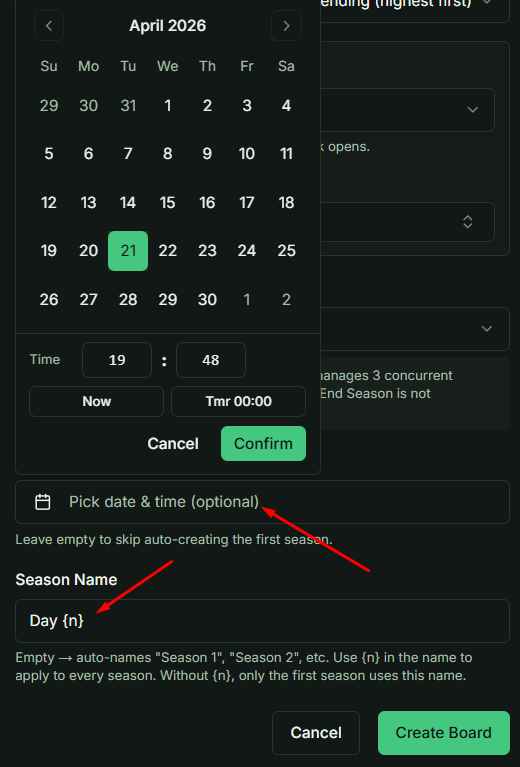 ending (highest first)
April 2026
Su Mo Tu We Th Fr Sa
29 30 31 1 2 3 4
5 6 7 8 9 10 11
opens.
12 13 14 15 16 17 18
19 20 21 22 23 24 25
26 27 28 29 30 1 2
Time 19 : 48
anages 3 concurrent
End Season is not
Now Tmr 00:00
Cancel Confirm
Pick date & time (optional)
Leave empty to skip auto-creating the first season.
Season Name
Day {n}
Empty → auto-names "Season 1", "Season 2", etc. Use {n} in the name to
apply to every season. Without {n}, only the first season uses this name.
Cancel Create Board